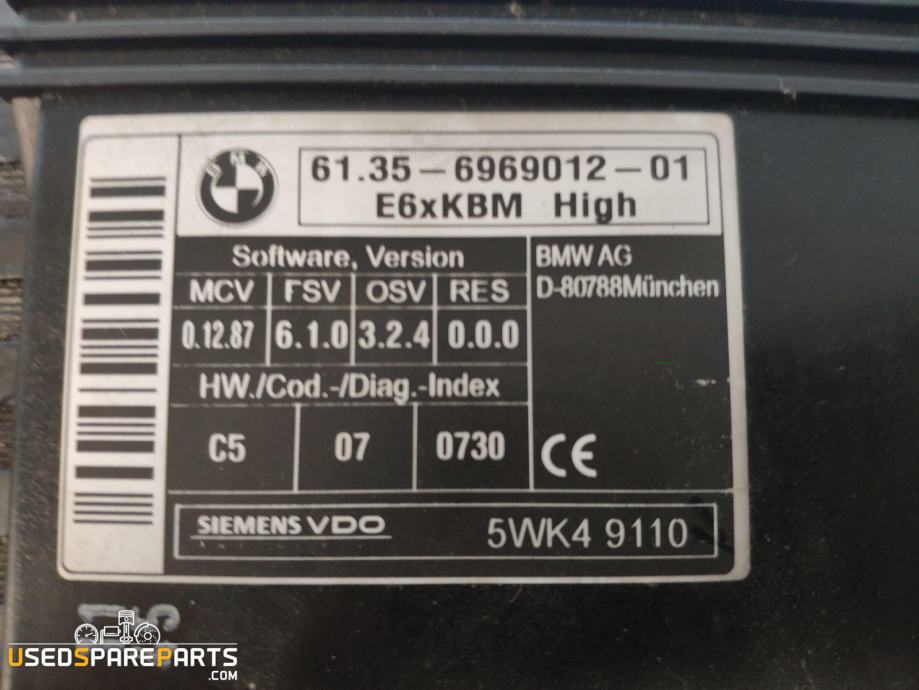 BMW
61.35-6969012-01
E6xKBM High
Software, Version
MCV FSV OSV RES
0.12.87 6.1.0 3.2.4 0.0.0
BMW AG
D-80788München
HW./Cod.-/Diag.-Index
C5 07 0730
CE
SIEMENS VDO
5WK4 9110
USEDSPAREPARTS
.COM